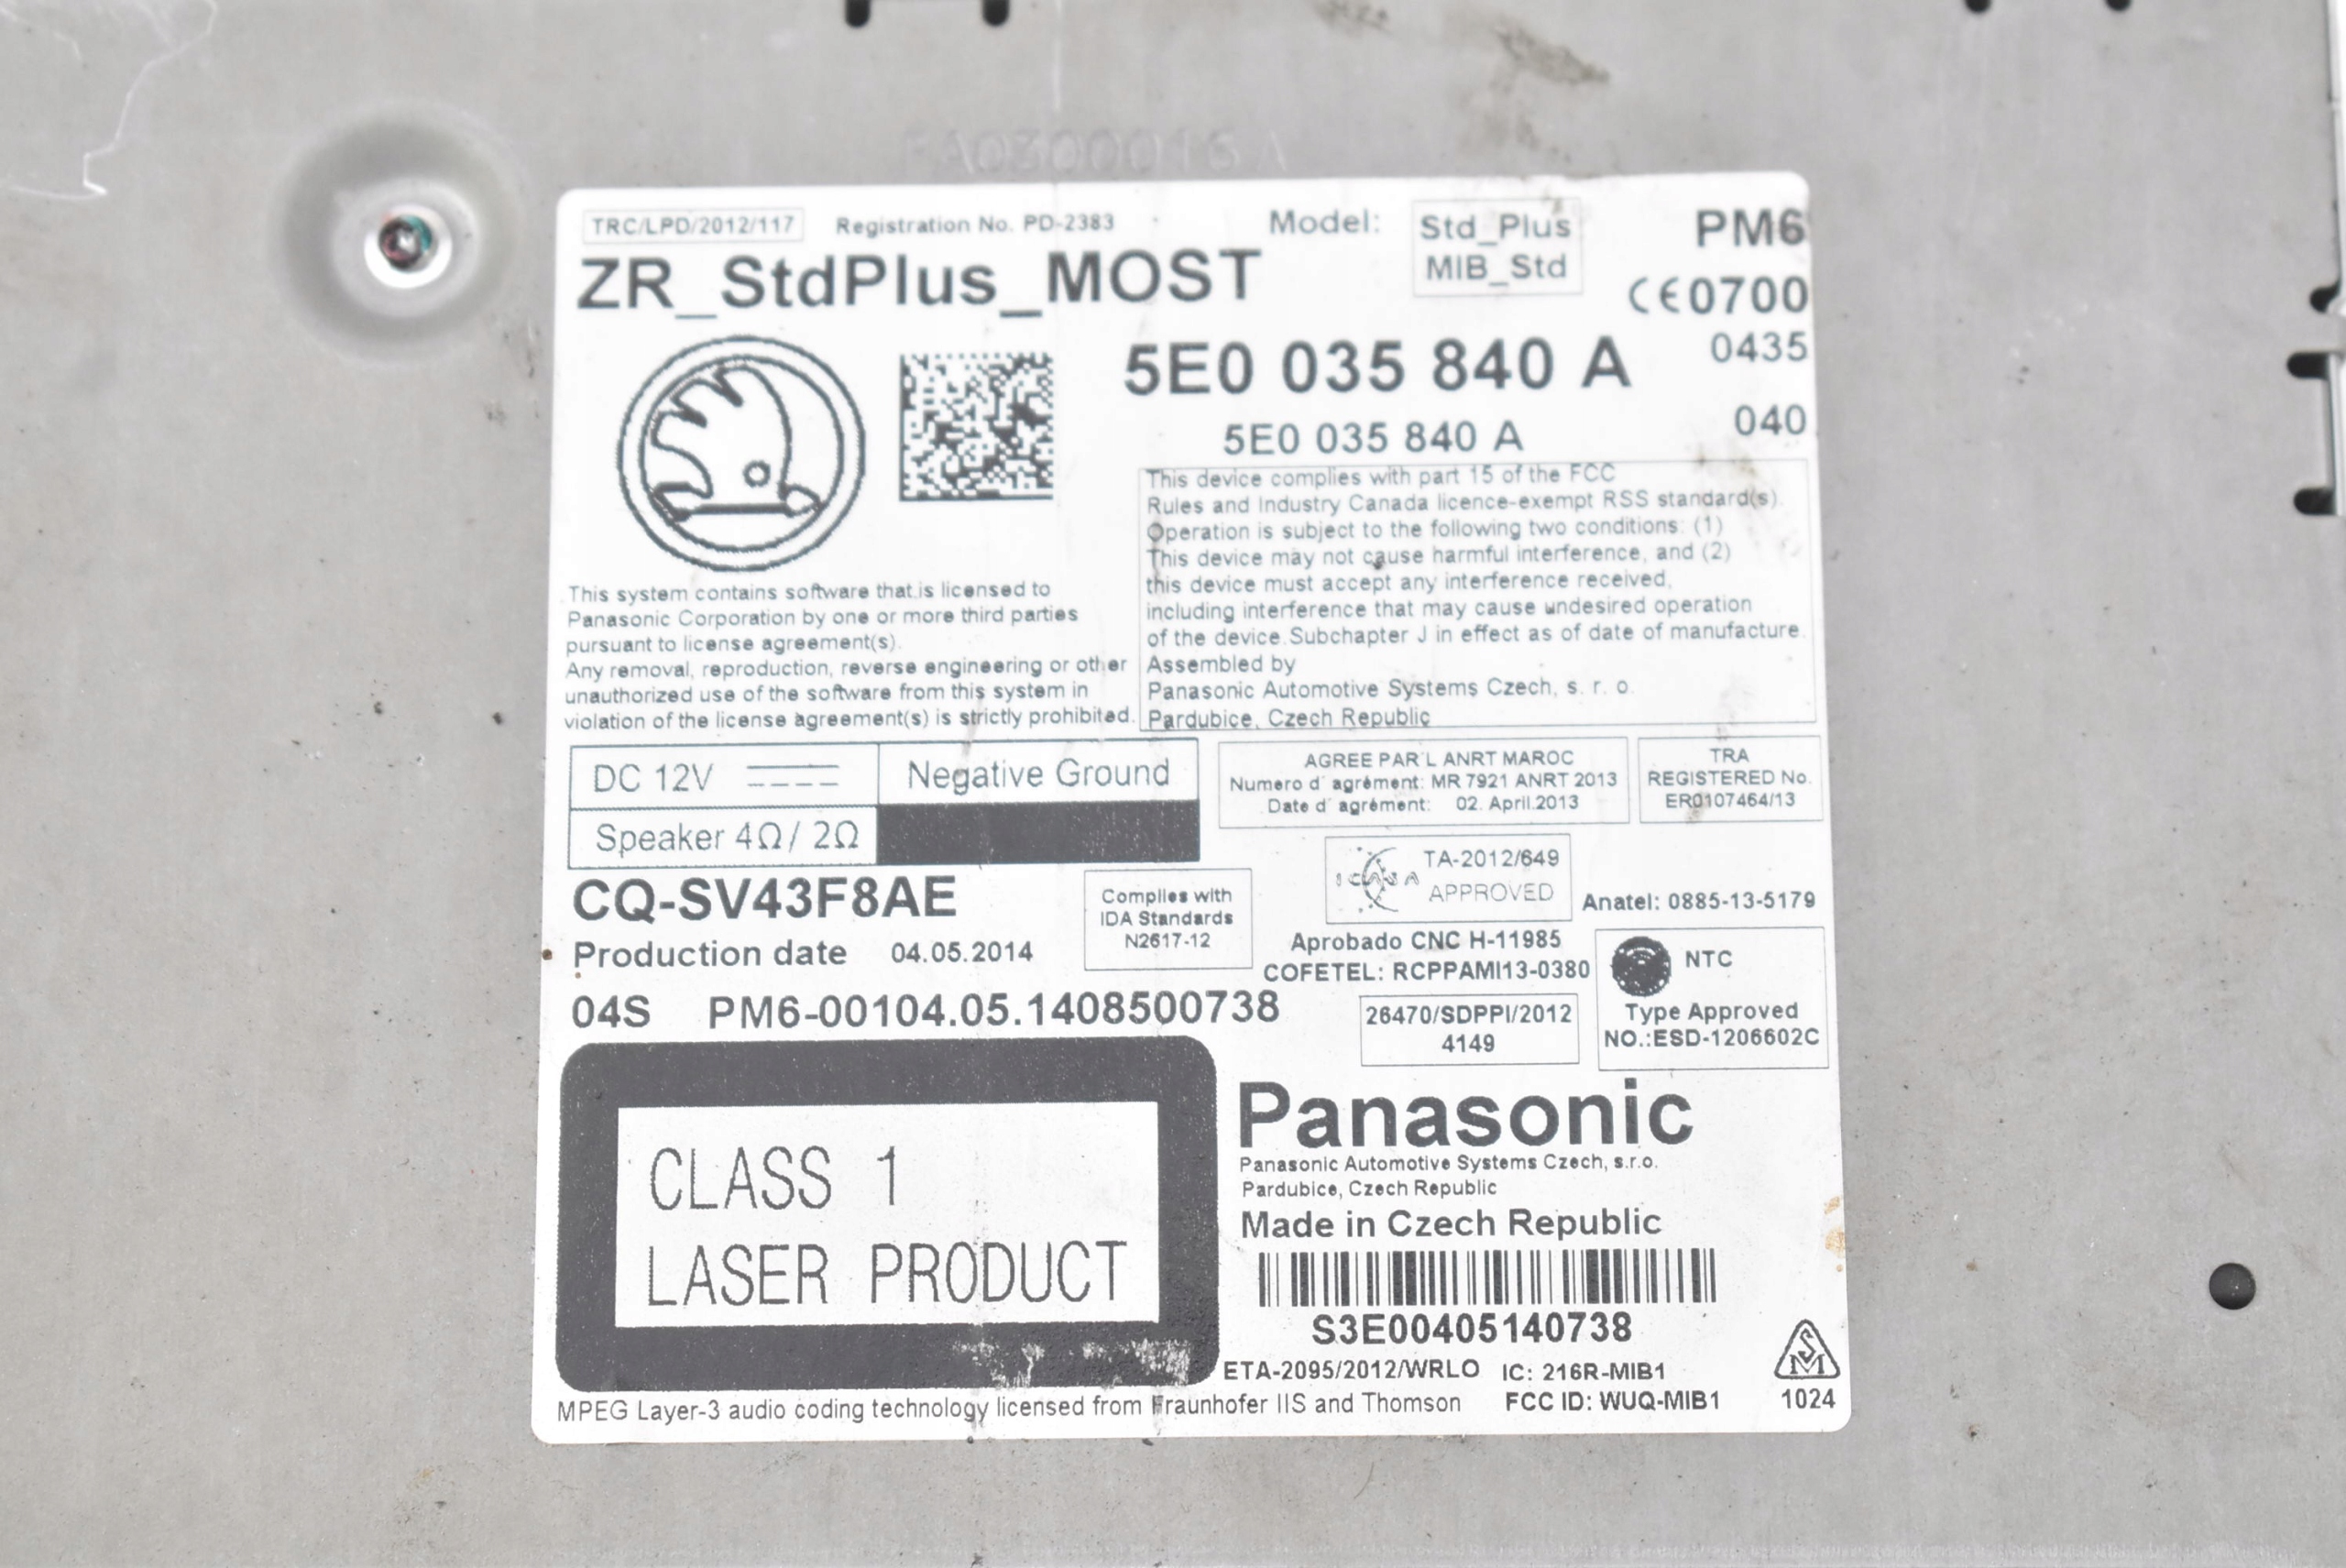 FA0300016A
TRC/LPD/2012/117 Registration No. PD-2383 Model: Std_Plus PM6
ZR_StdPlus_MOST MIB_Std
CE0700
5E0 035 840 A 0435
5E0 035 840 A 040
This device complies with part 15 of the FCC
Rules and Industry Canada licence-exempt RSS standard(s).
Operation is subject to the following two conditions: (1)
This device may not cause harmful interference, and (2)
this device must accept any interference received,
including interference that may cause undesired operation
of the device.Subchapter J in effect as of date of manufacture.
Assembled by
Panasonic Automotive Systems Czech, s. r. o.
Pardubice, Czech Republic
This system contains software that is licensed to
Panasonic Corporation by one or more third parties
pursuant to license agreement(s).
Any removal, reproduction, reverse engineering or other
unauthorized use of the software from this system in
violation of the license agreement(s) is strictly prohibited.
DC 12V Negative Ground
Speaker 4Ω/ 2Ω
AGREE PAR´L ANRT MAROC
Numero d´ agrément: MR 7921 ANRT 2013
Date d´ agrément: 02. April.2013
TRA
REGISTERED No.
ER0107464/13
ICASA TA-2012/649
APPROVED
Anatel: 0885-13-5179
CQ-SV43F8AE
Complies with
IDA Standards
N2617-12
Production date 04.05.2014
Aprobado CNC H-11985
COFETEL: RCPPAMI13-0380
NTC
Type Approved
NO.:ESD-1206602C
04S PM6-00104.05.1408500738
26470/SDPPI/2012
4149
CLASS 1
LASER PRODUCT
Panasonic
Panasonic Automotive Systems Czech, s.r.o.
Pardubice, Czech Republic
Made in Czech Republic
S3E00405140738
ETA-2095/2012/WRLO IC: 216R-MIB1
MPEG Layer-3 audio coding technology licensed from Fraunhofer IIS and Thomson FCC ID: WUQ-MIB1
SM
1024